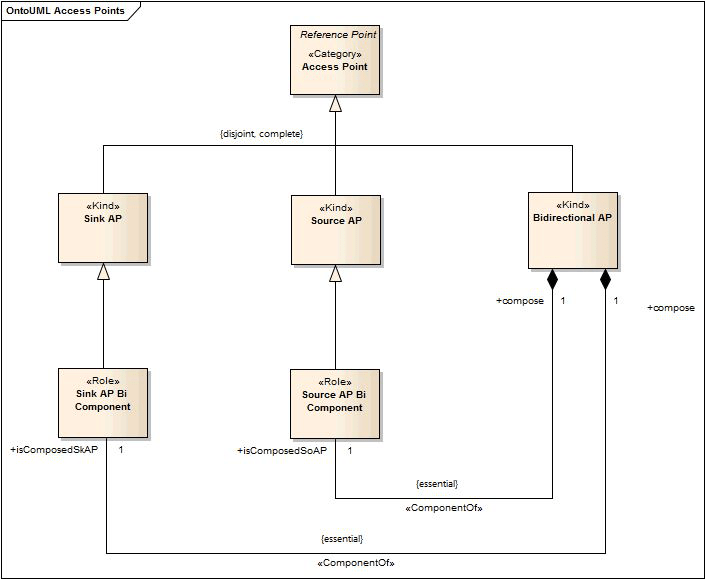 OntoUML Access Points
Reference Point
«Category»
Access Point
{disjoint, complete}
«Kind»
Sink AP
«Kind»
Source AP
«Kind»
Bidirectional AP
+compose
1
1
+compose
«Role»
Sink AP Bi
Component
«Role»
Source AP Bi
Component
+isComposedSkAP
1
+isComposedSoAP
1
{essential}
«ComponentOf»
{essential}
«ComponentOf»